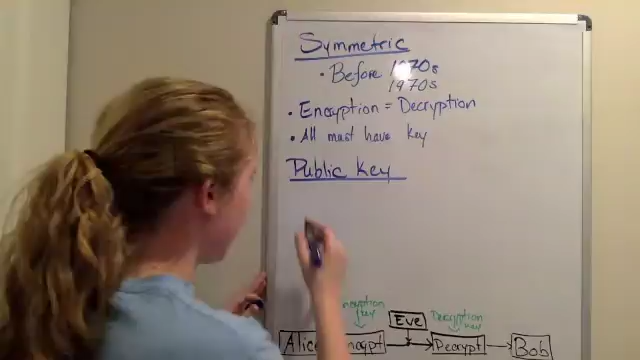 Symmetric
• Before 1970s
1970s
• Encryption = Decryption
• All must have key
Public Key
Encryption key
Decryption key
Eve
Alice
Encrypt
Decrypt
Bob